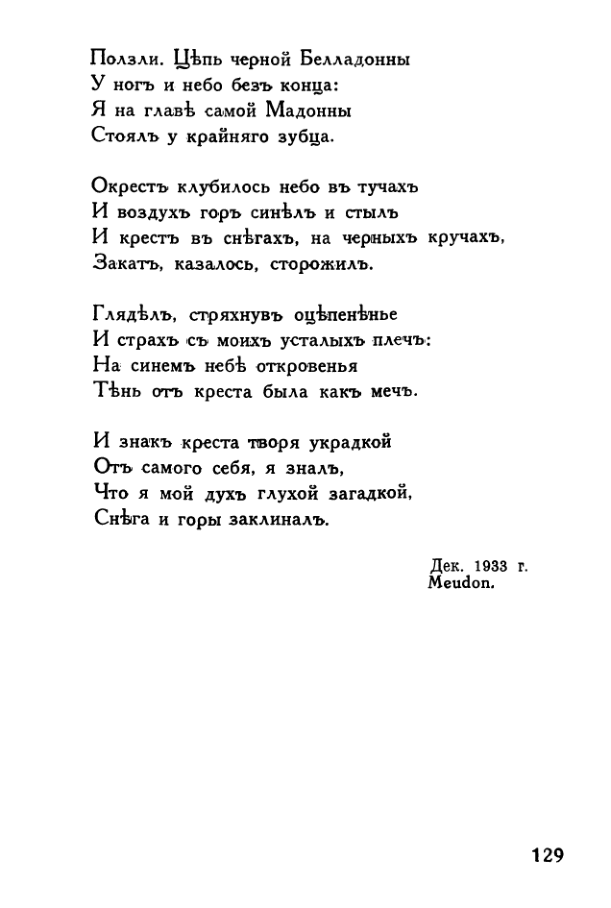 Ползли. Цѣпь черной Белладонны
У ногъ и небо безъ конца:
Я на главѣ самой Мадонны
Стоялъ у крайняго зубца.
Окрестъ клубилось небо въ тучахъ
И воздухъ горъ синѣлъ и стылъ
И крестъ въ снѣгахъ, на черныхъ кручахъ,
Закатъ, казалось, сторожилъ.
Глядѣлъ, стряхнувъ оцѣпенѣнье
И страхъ съ моихъ усталыхъ плечъ:
На синемъ небѣ откровенья
Тѣнь отъ креста была какъ мечъ.
И знакъ креста творя украдкой
Отъ самого себя, я зналъ,
Что я мой духъ глухой загадкой,
Снѣга и горы заклиналъ.
Дек. 1933 г.
Meudon.
129